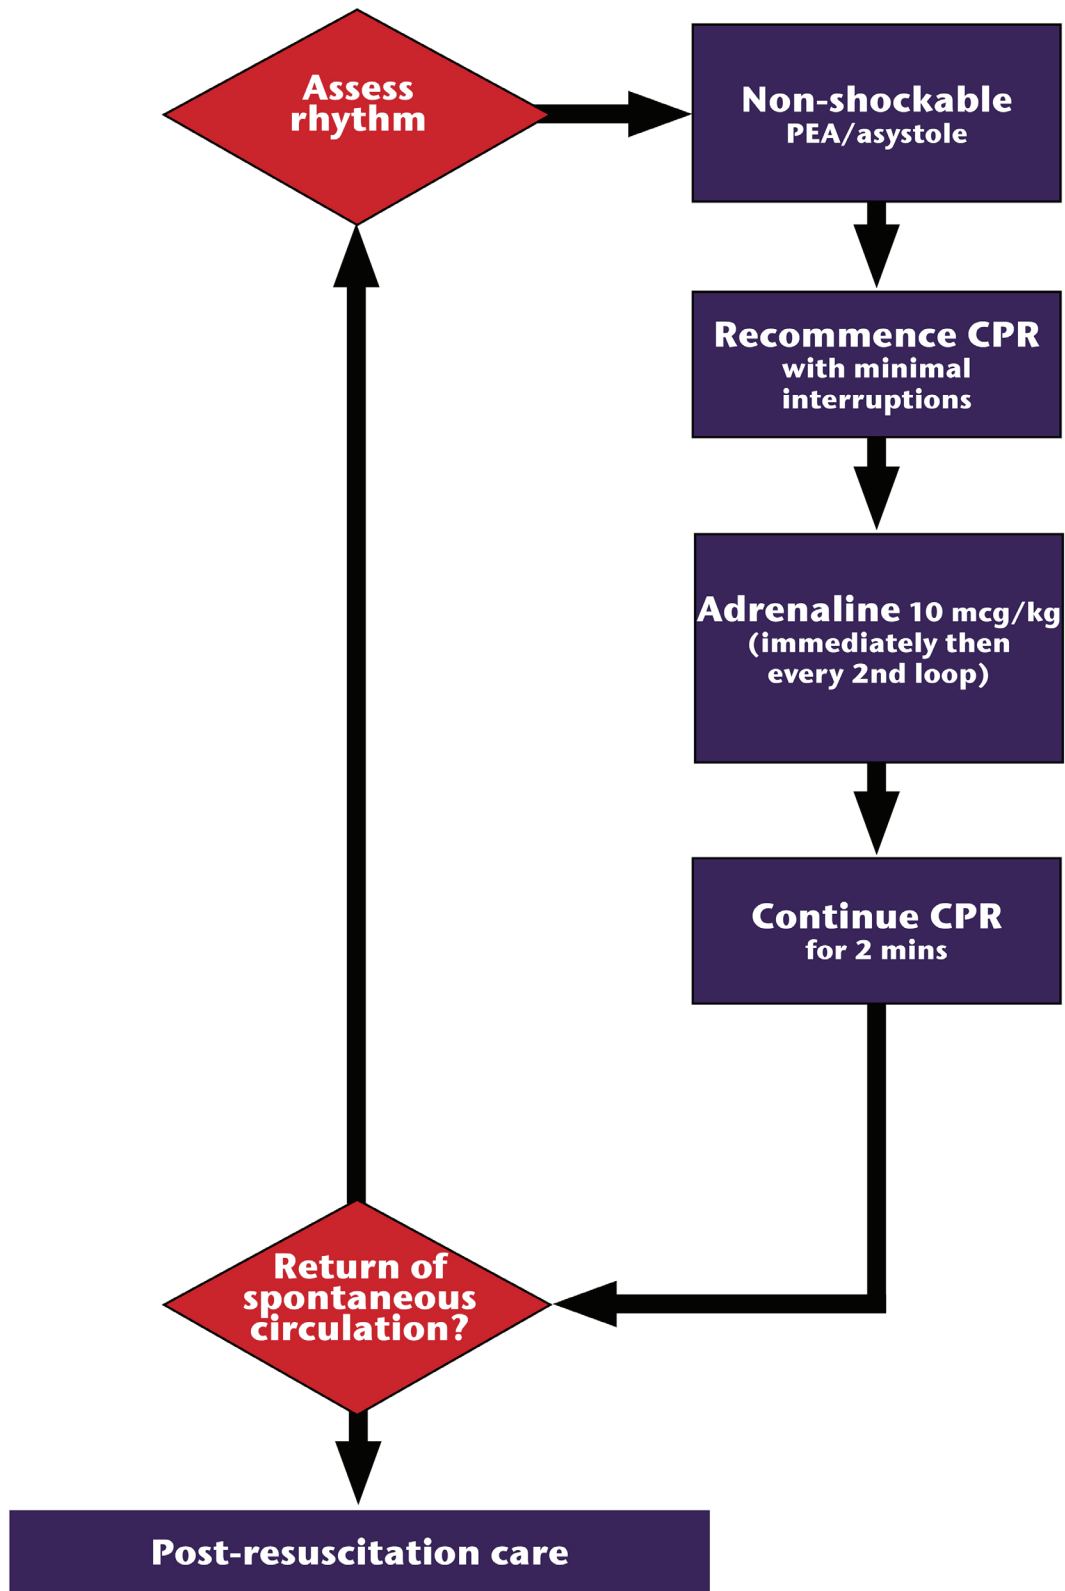 Assess
rhythm
Non-shockable
PEA/asystole
Recommence CPR
with minimal
interruptions
Adrenaline 10 mcg/kg
(immediately then
every 2nd loop)
Continue CPR
for 2 mins
Return of
spontaneous
circulation?
Post-resuscitation care